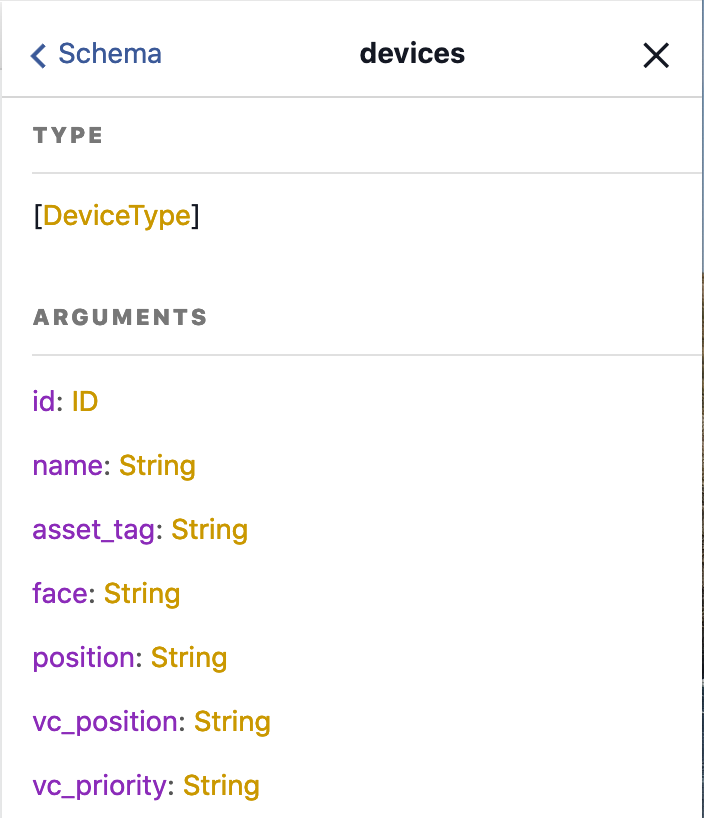 Schema
devices
TYPE
[DeviceType]
ARGUMENTS
id: ID
name: String
asset_tag: String
face: String
position: String
vc_position: String
vc_priority: String